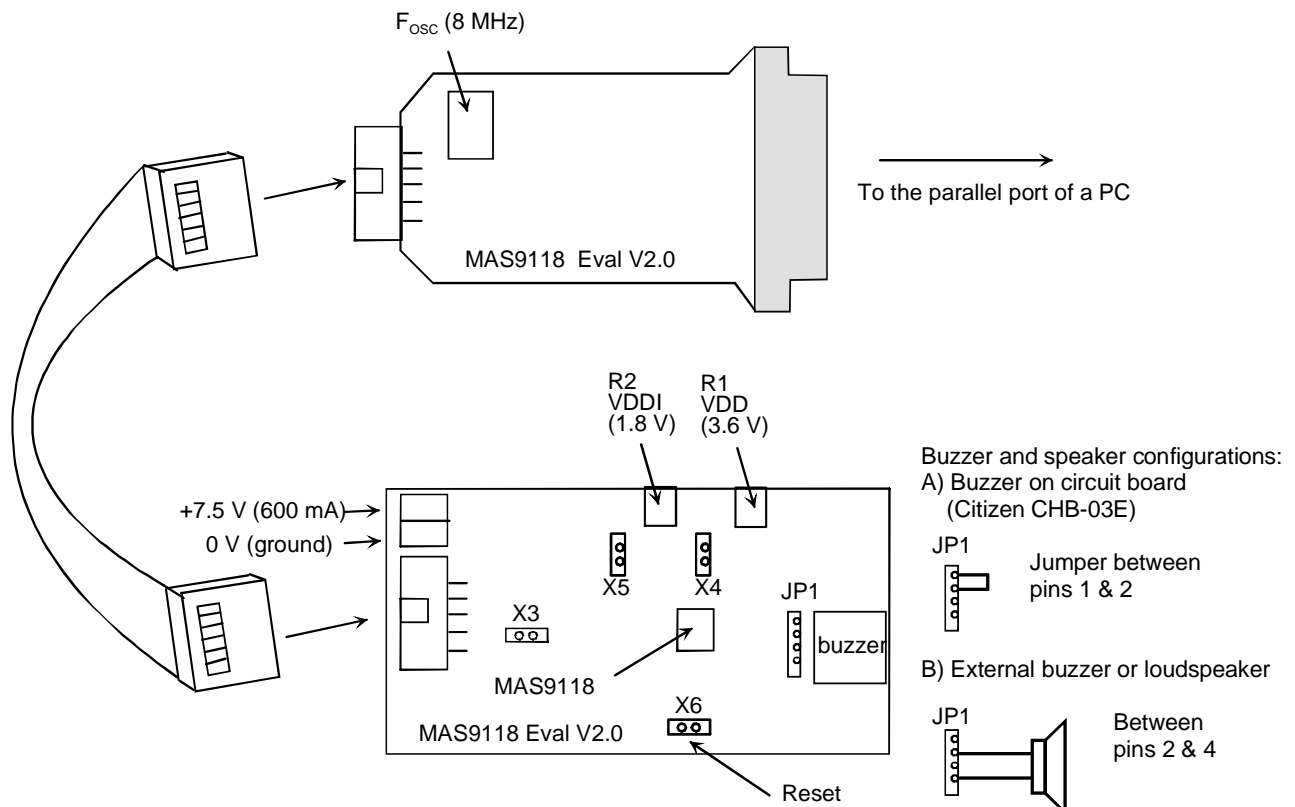 FOSC (8 MHz)
To the parallel port of a PC
MAS9118 Eval V2.0
R2
VDDI
(1.8 V)
R1
VDD
(3.6 V)
+7.5 V (600 mA)
0 V (ground)
X5
X4
X3
JP1
buzzer
MAS9118
X6
MAS9118 Eval V2.0
Reset
Buzzer and speaker configurations:
A) Buzzer on circuit board
(Citizen CHB-03E)
JP1
Jumper between
pins 1 & 2
B) External buzzer or loudspeaker
JP1
Between
pins 2 & 4